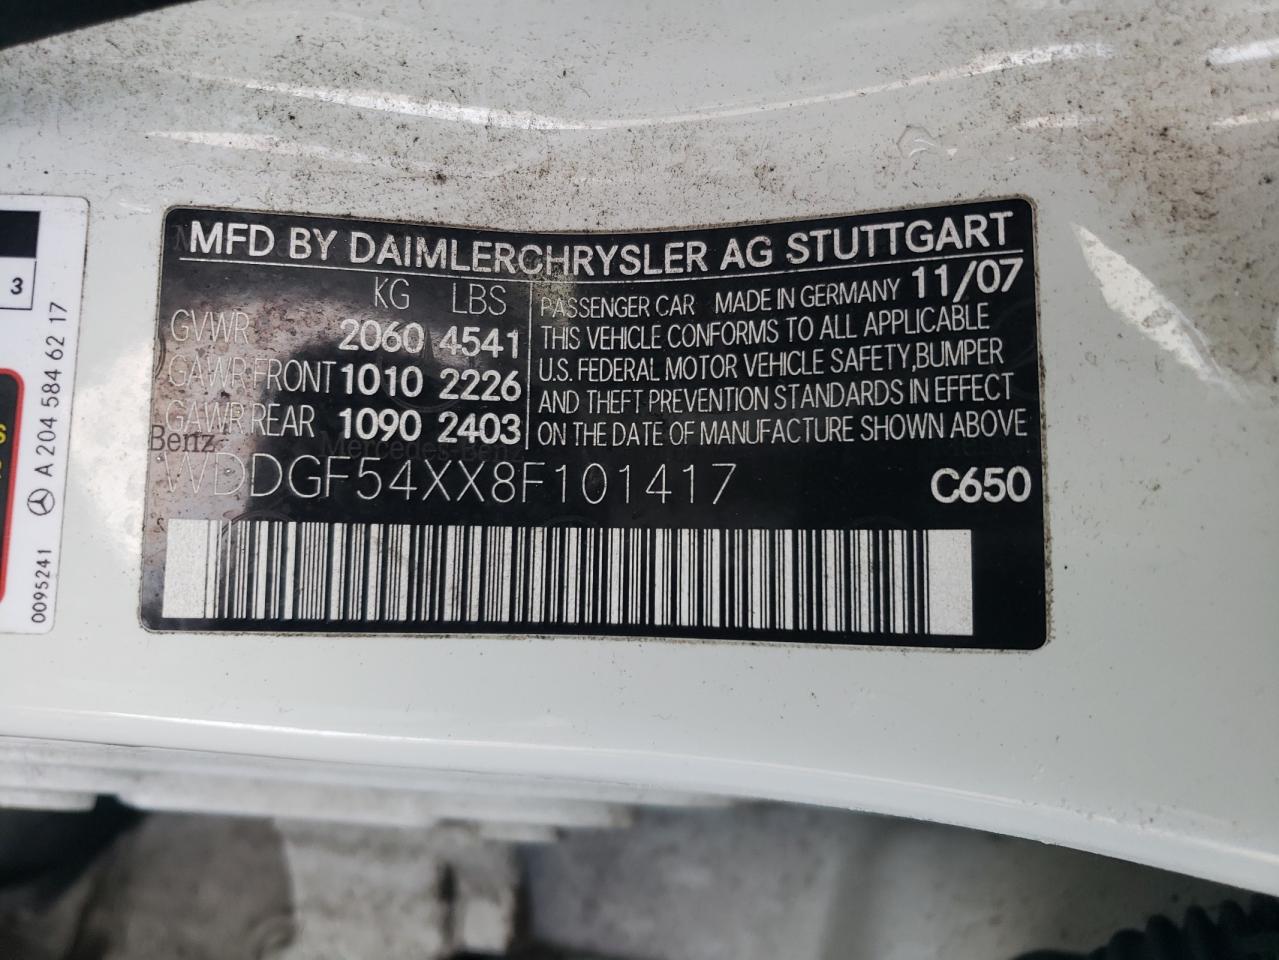 MFD BY DAIMLERCHRYSLER AG STUTTGART
KG LBS
GVWR 2060 4541
GAWR FRONT 1010 2226
GAWR REAR 1090 2403
PASSENGER CAR MADE IN GERMANY 11/07
THIS VEHICLE CONFORMS TO ALL APPLICABLE
U.S. FEDERAL MOTOR VEHICLE SAFETY, BUMPER
AND THEFT PREVENTION STANDARDS IN EFFECT
ON THE DATE OF MANUFACTURE SHOWN ABOVE
Benz Mercedes-Benz
WDDGF54XX8F101417 C650
3
0095241 A 204 584 62 17